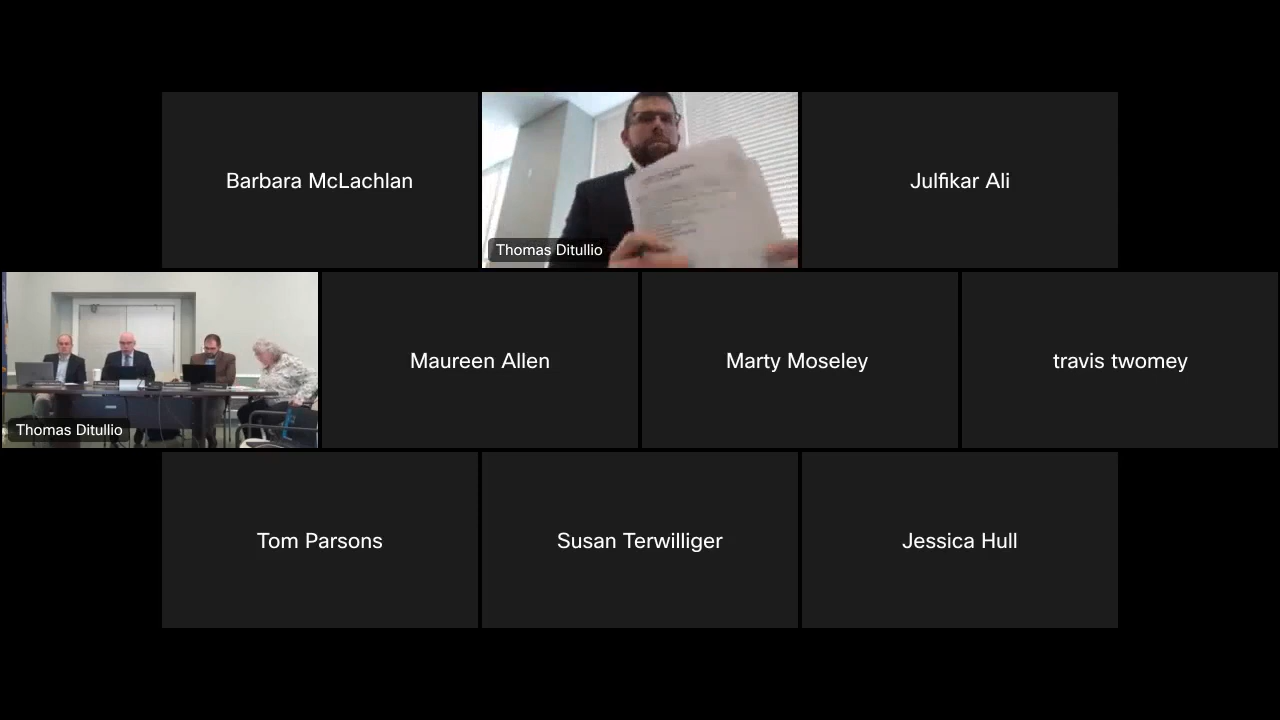 Barbara McLachlan
Thomas Ditullio
Julfikar Ali
Thomas Ditullio
Maureen Allen
Marty Moseley
travis twomey
Tom Parsons
Susan Terwilliger
Jessica Hull